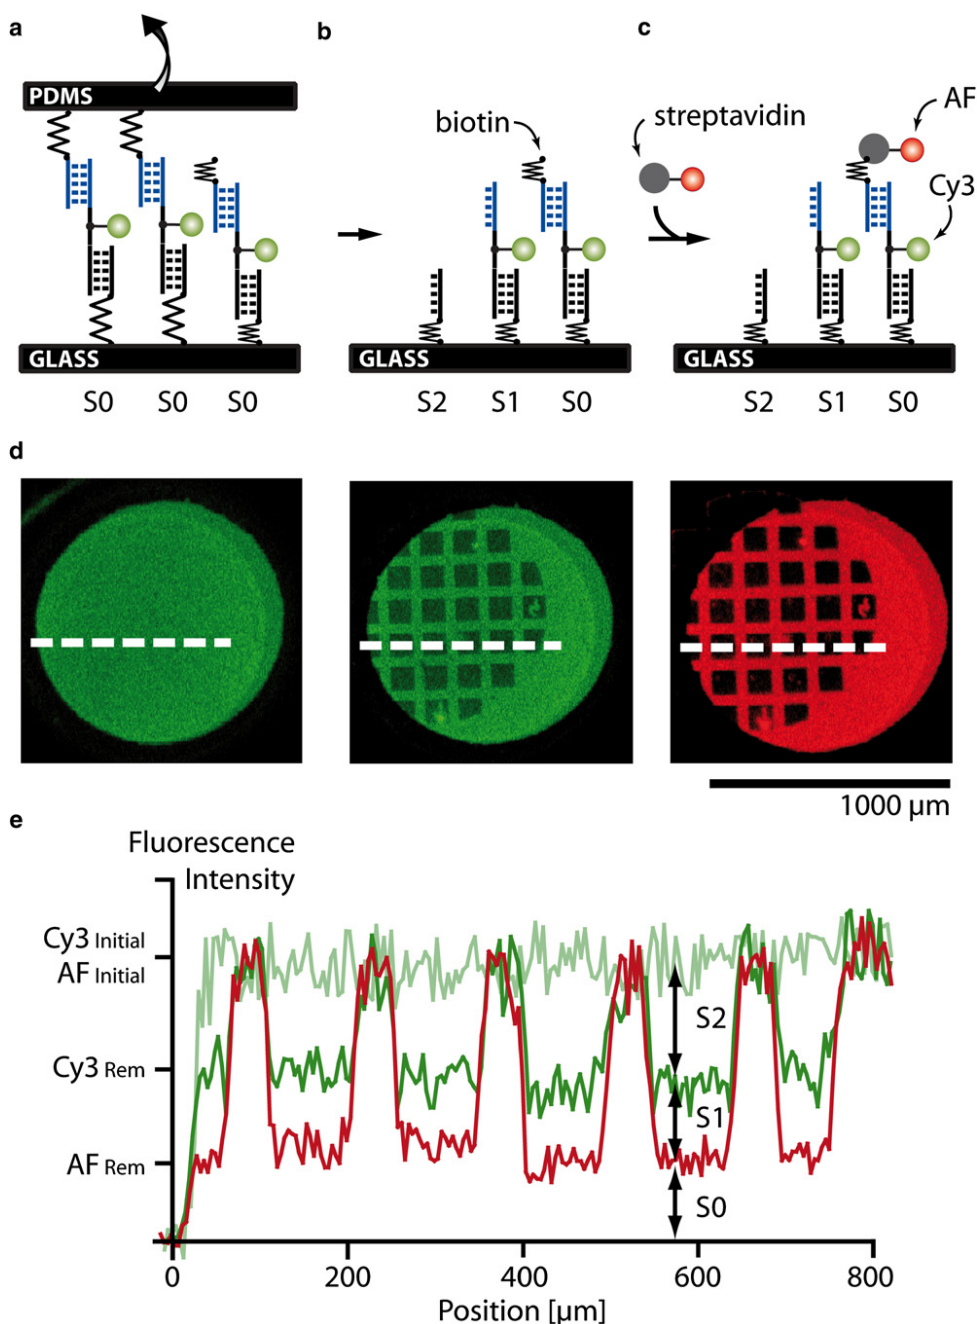 a
b
c
PDMS
GLASS
S0 S0 S0
biotin
GLASS
S2 S1 S0
streptavidin
AF
Cy3
GLASS
S2 S1 S0
d
1000 µm
e
Fluorescence
Intensity
Cy3 Initial
AF Initial
Cy3 Rem
AF Rem
S2
S1
S0
0 200 400 600 800
Position [µm]